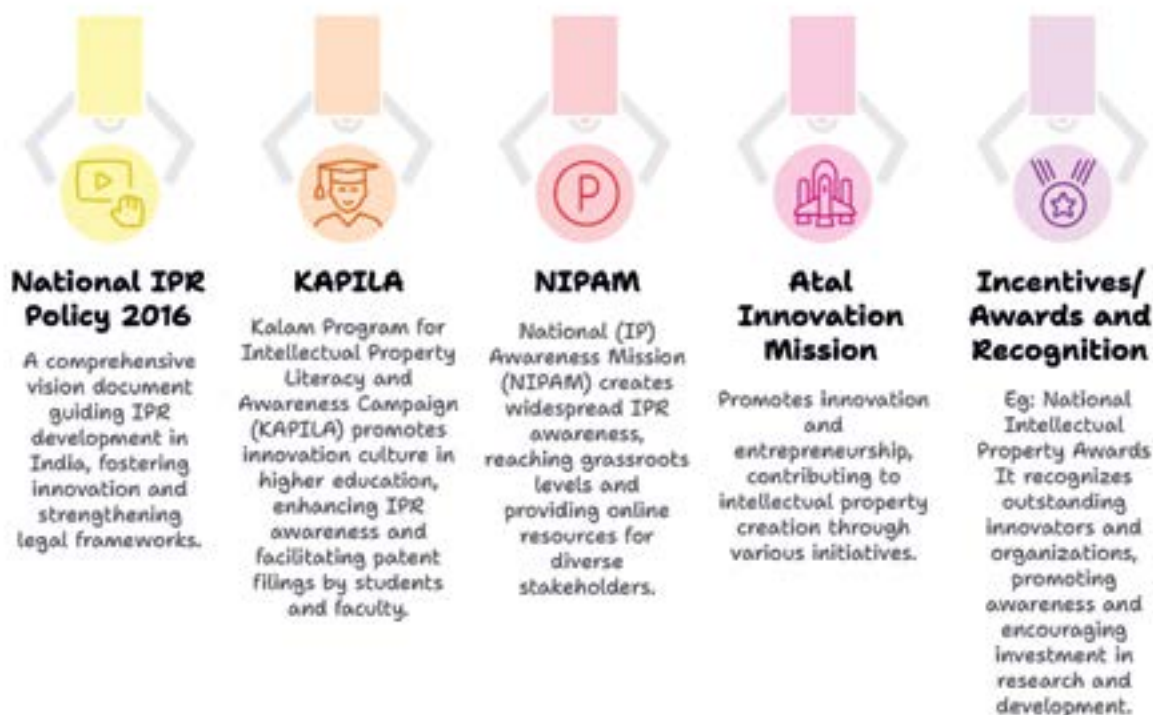 National IPR
Policy 2016
A comprehensive
vision document
guiding IPR
development in
India, fostering
innovation and
strengthening
legal frameworks.
KAPILA
Kalam Program for
Intellectual Property
Literacy and
Awareness Campaign
(KAPILA) promotes
innovation culture in
higher education,
enhancing IPR
awareness and
facilitating patent
filings by students
and faculty.
P
NIPAM
National (IP)
Awareness Mission
(NIPAM) creates
widespread IPR
awareness,
reaching grassroots
levels and
providing online
resources for
diverse
stakeholders.
Atal
Innovation
Mission
Promotes innovation
and
entrepreneurship,
contributing to
intellectual property
creation through
various initiatives.
Incentives/
Awards and
Recognition
Eg: National
Intellectual
Property Awards
It recognizes
outstanding
innovators and
organizations,
promoting
awareness and
encouraging
investment in
research and
development.